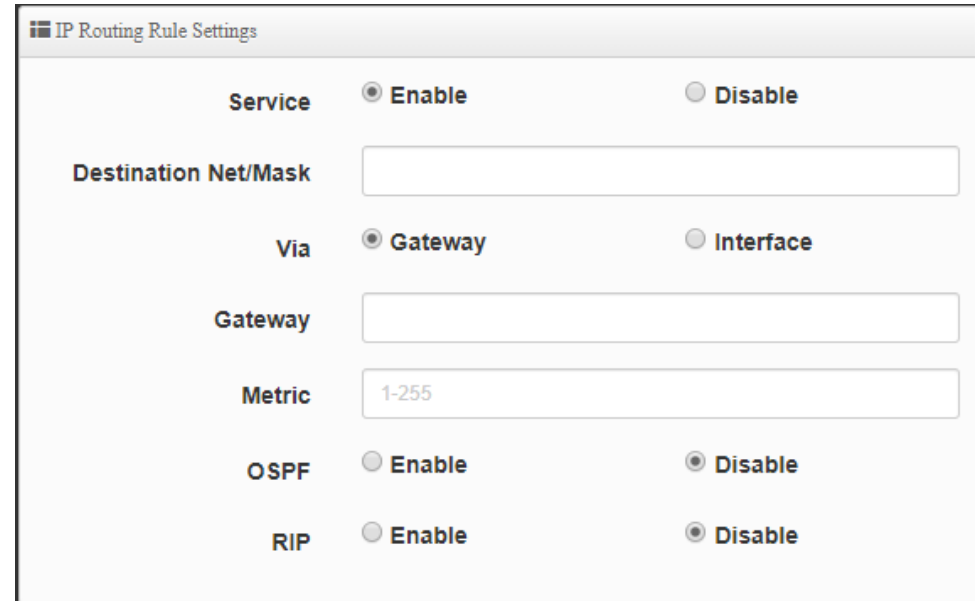 IP Routing Rule Settings
Service Enable Disable
Destination Net/Mask
Via Gateway Interface
Gateway
Metric 1-255
OSPF Enable Disable
RIP Enable Disable